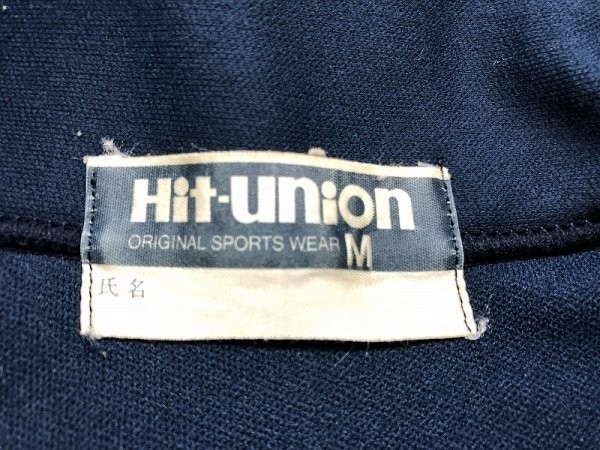 Hit-union
ORIGINAL SPORTS WEAR M
氏名